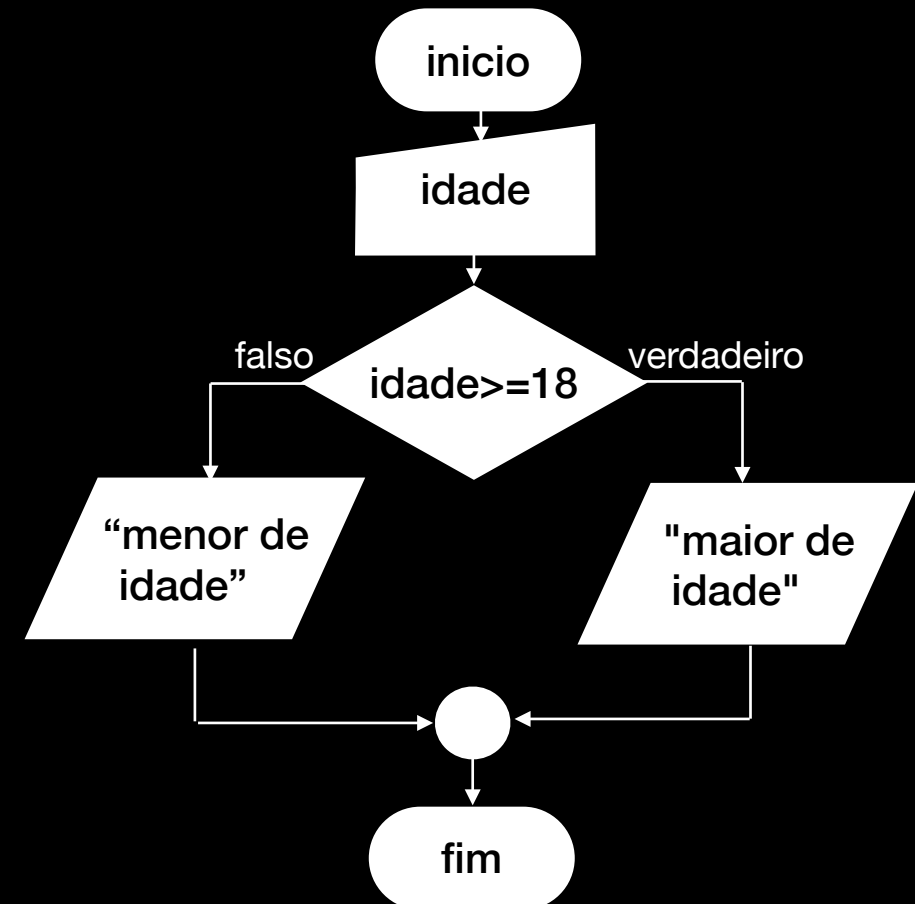 inicio
idade
falso
idade>=18
verdadeiro
“menor de
idade”
"maior de
idade"
fim